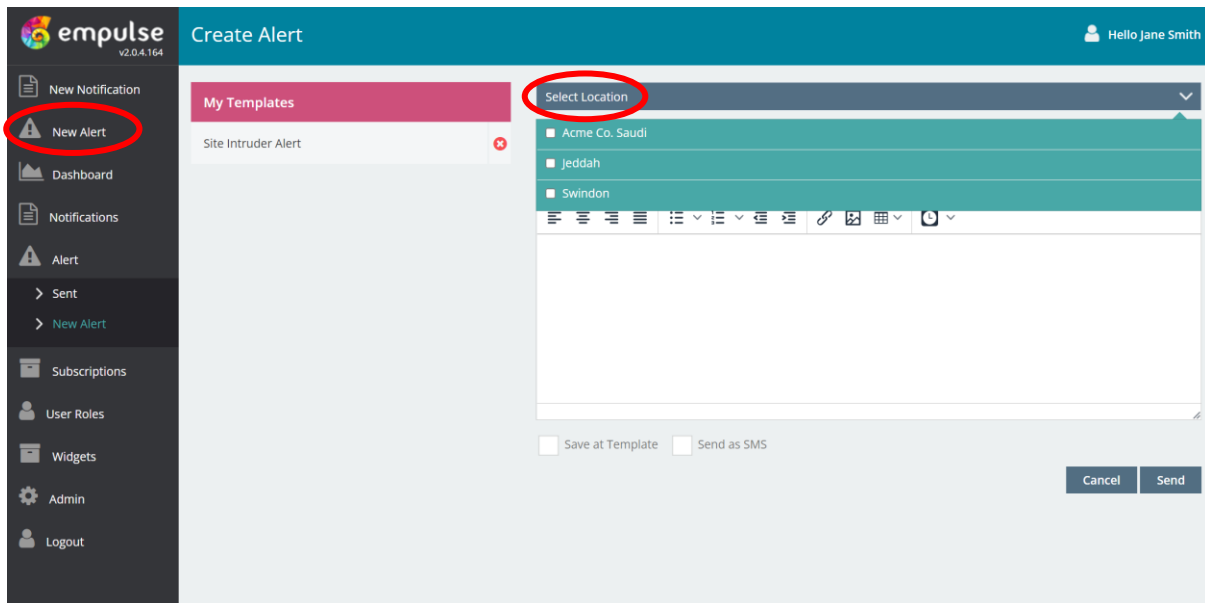 empulse
v2.0.4.164
Create Alert
Hello Jane Smith
New Notification
New Alert
Dashboard
Notifications
Alert
Sent
New Alert
Subscriptions
User Roles
Widgets
Admin
Logout
My Templates
Site Intruder Alert
Select Location
Acme Co. Saudi
Jeddah
Swindon
Save at Template Send as SMS
Cancel Send